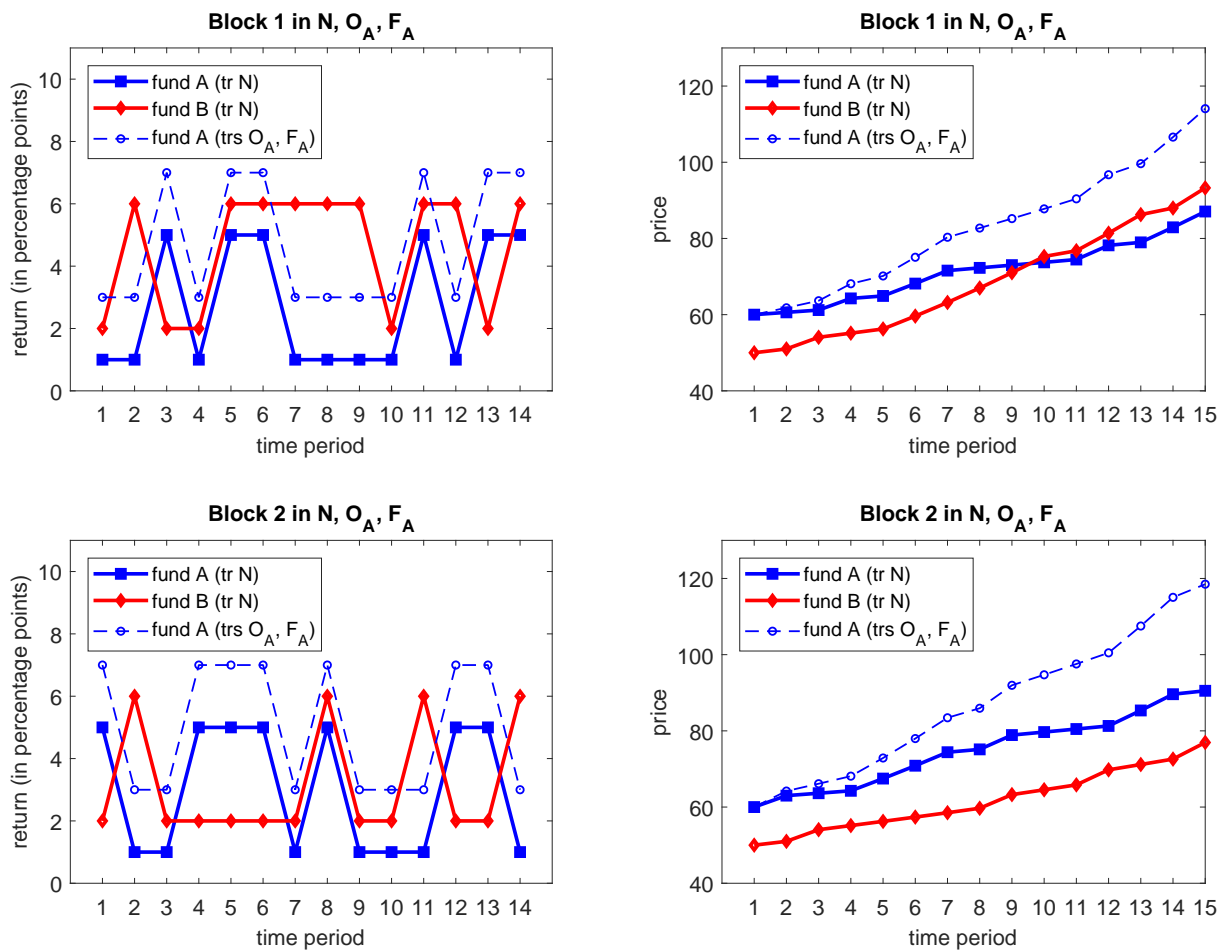 Block 1 in N, O_A, F_A
return (in percentage points)
10
8
6
4
2
0
fund A (tr N)
fund B (tr N)
fund A (trs O_A, F_A)
1 2 3 4 5 6 7 8 9 10 11 12 13 14
time period
Block 1 in N, O_A, F_A
price
120
100
80
60
40
fund A (tr N)
fund B (tr N)
fund A (trs O_A, F_A)
1 2 3 4 5 6 7 8 9 10 11 12 13 14 15
time period
Block 2 in N, O_A, F_A
return (in percentage points)
10
8
6
4
2
0
fund A (tr N)
fund B (tr N)
fund A (trs O_A, F_A)
1 2 3 4 5 6 7 8 9 10 11 12 13 14
time period
Block 2 in N, O_A, F_A
price
120
100
80
60
40
fund A (tr N)
fund B (tr N)
fund A (trs O_A, F_A)
1 2 3 4 5 6 7 8 9 10 11 12 13 14 15
time period